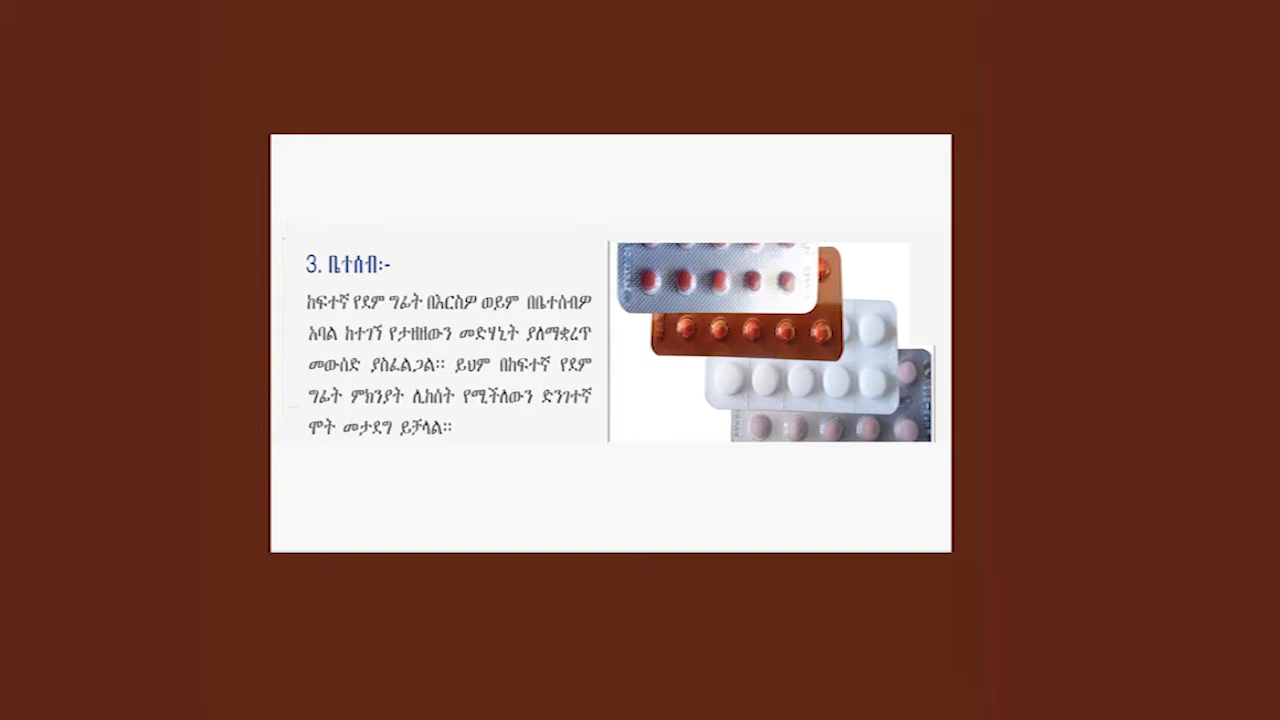 3. ቤተሰብ፡-
ከፍተኛ የደም ግፊት በእርስዎ ወይም በቤተሰብዎ
አባል ከተገኘ የታዘዘውን መድሃኒት ያለማቋረጥ
መውሰድ ያስፈልጋል። ይህም በከፍተኛ የደም
ግፊት ምክንያት ሊከሰት የሚችለውን ድንገተኛ
ሞት መታደግ ይቻላል።